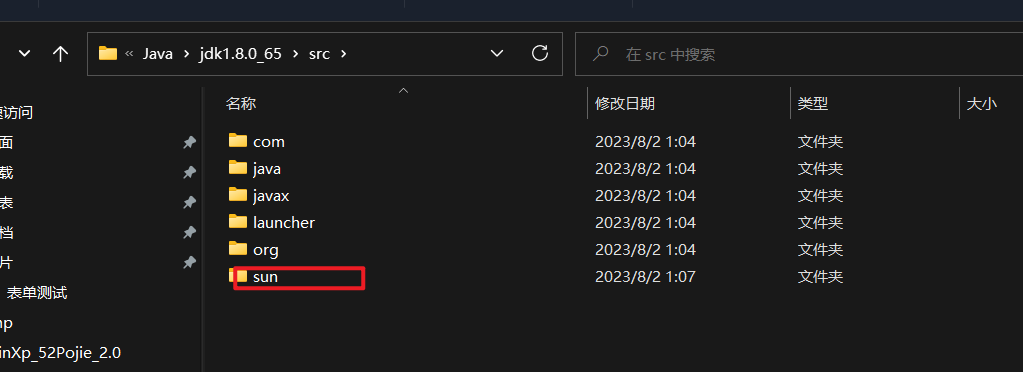 « Java › jdk1.8.0_65 › src ›
在 src 中搜索
名称 修改日期 类型 大小
速访问
面
载
表
档
片
表单测试
np
inXp_52Pojie_2.0
com 2023/8/2 1:04 文件夹
java 2023/8/2 1:04 文件夹
javax 2023/8/2 1:04 文件夹
launcher 2023/8/2 1:04 文件夹
org 2023/8/2 1:04 文件夹
sun 2023/8/2 1:07 文件夹